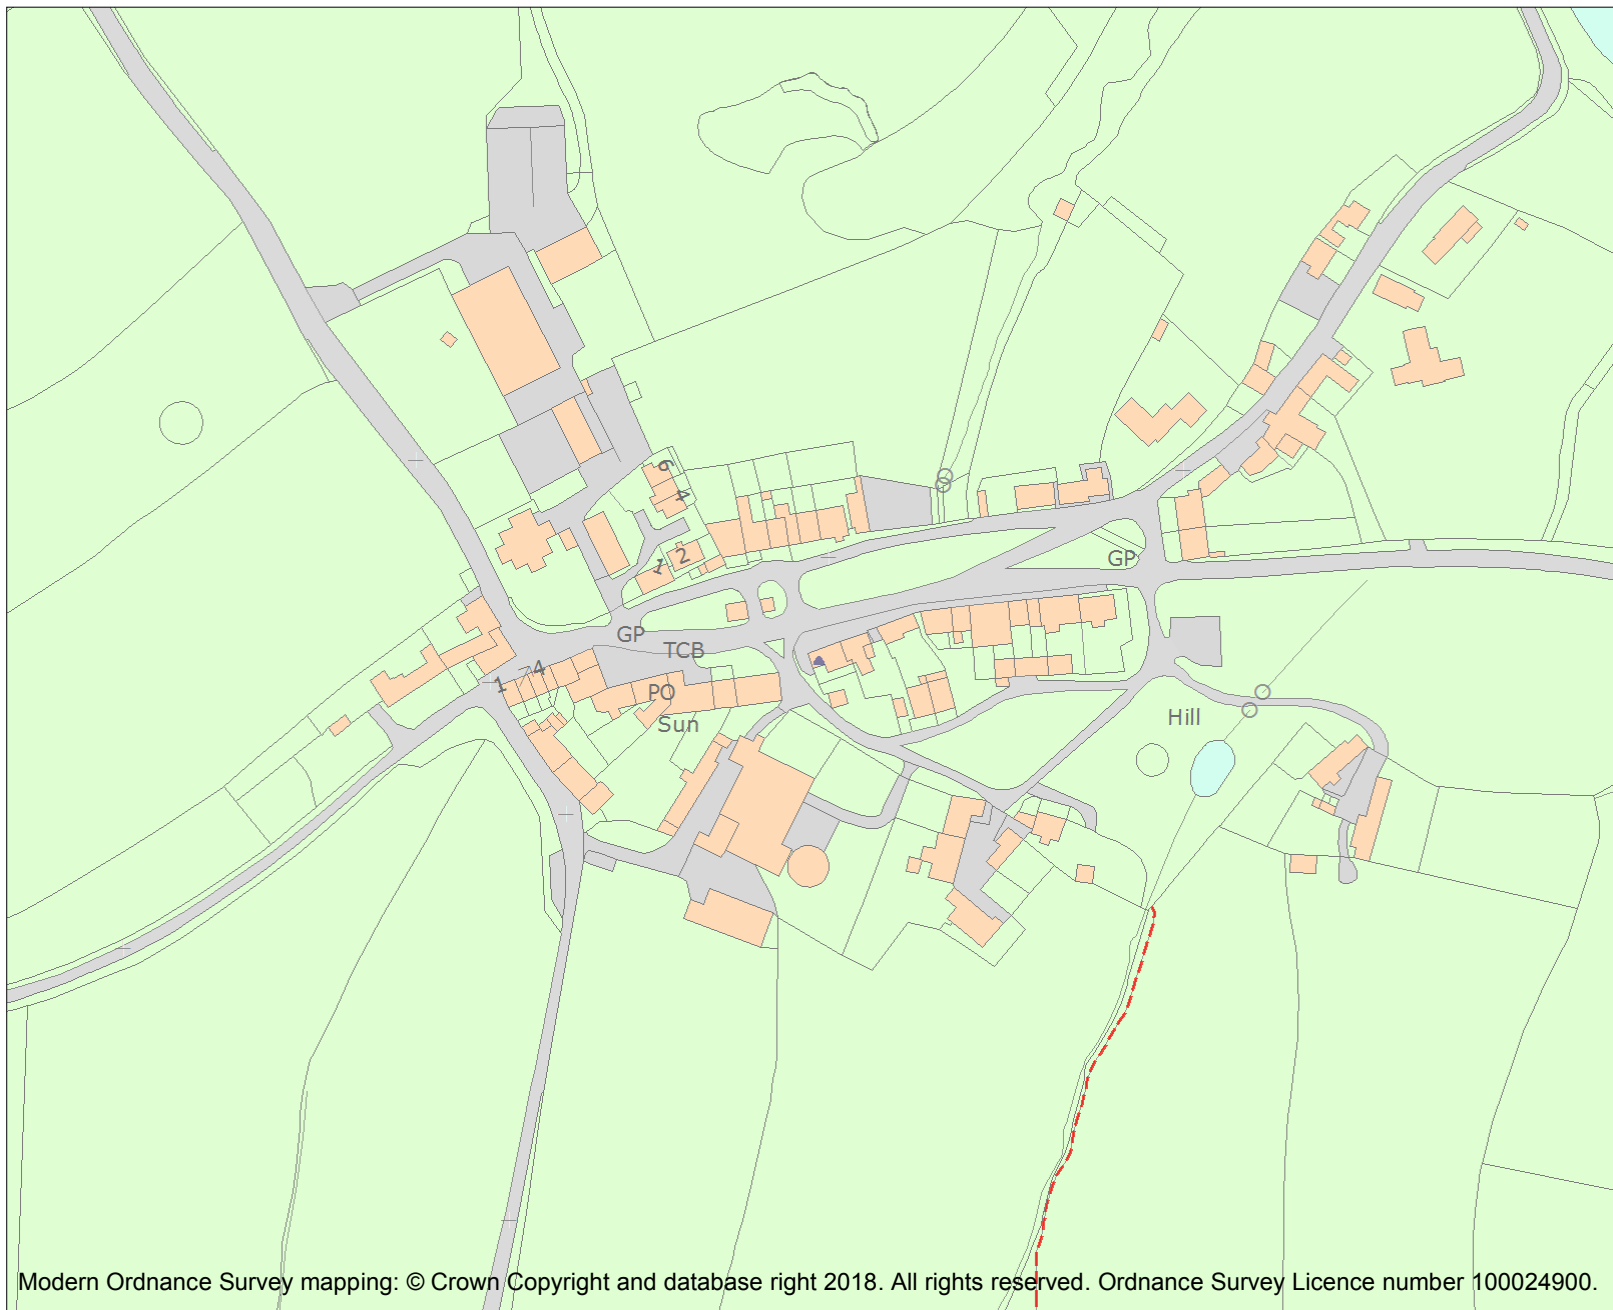 6
4
1
2
GP
GP
TCB
1
4
PO
Sun
Hill
Modern Ordnance Survey mapping: © Crown Copyright and database right 2018. All rights reserved. Ordnance Survey Licence number 100024900.